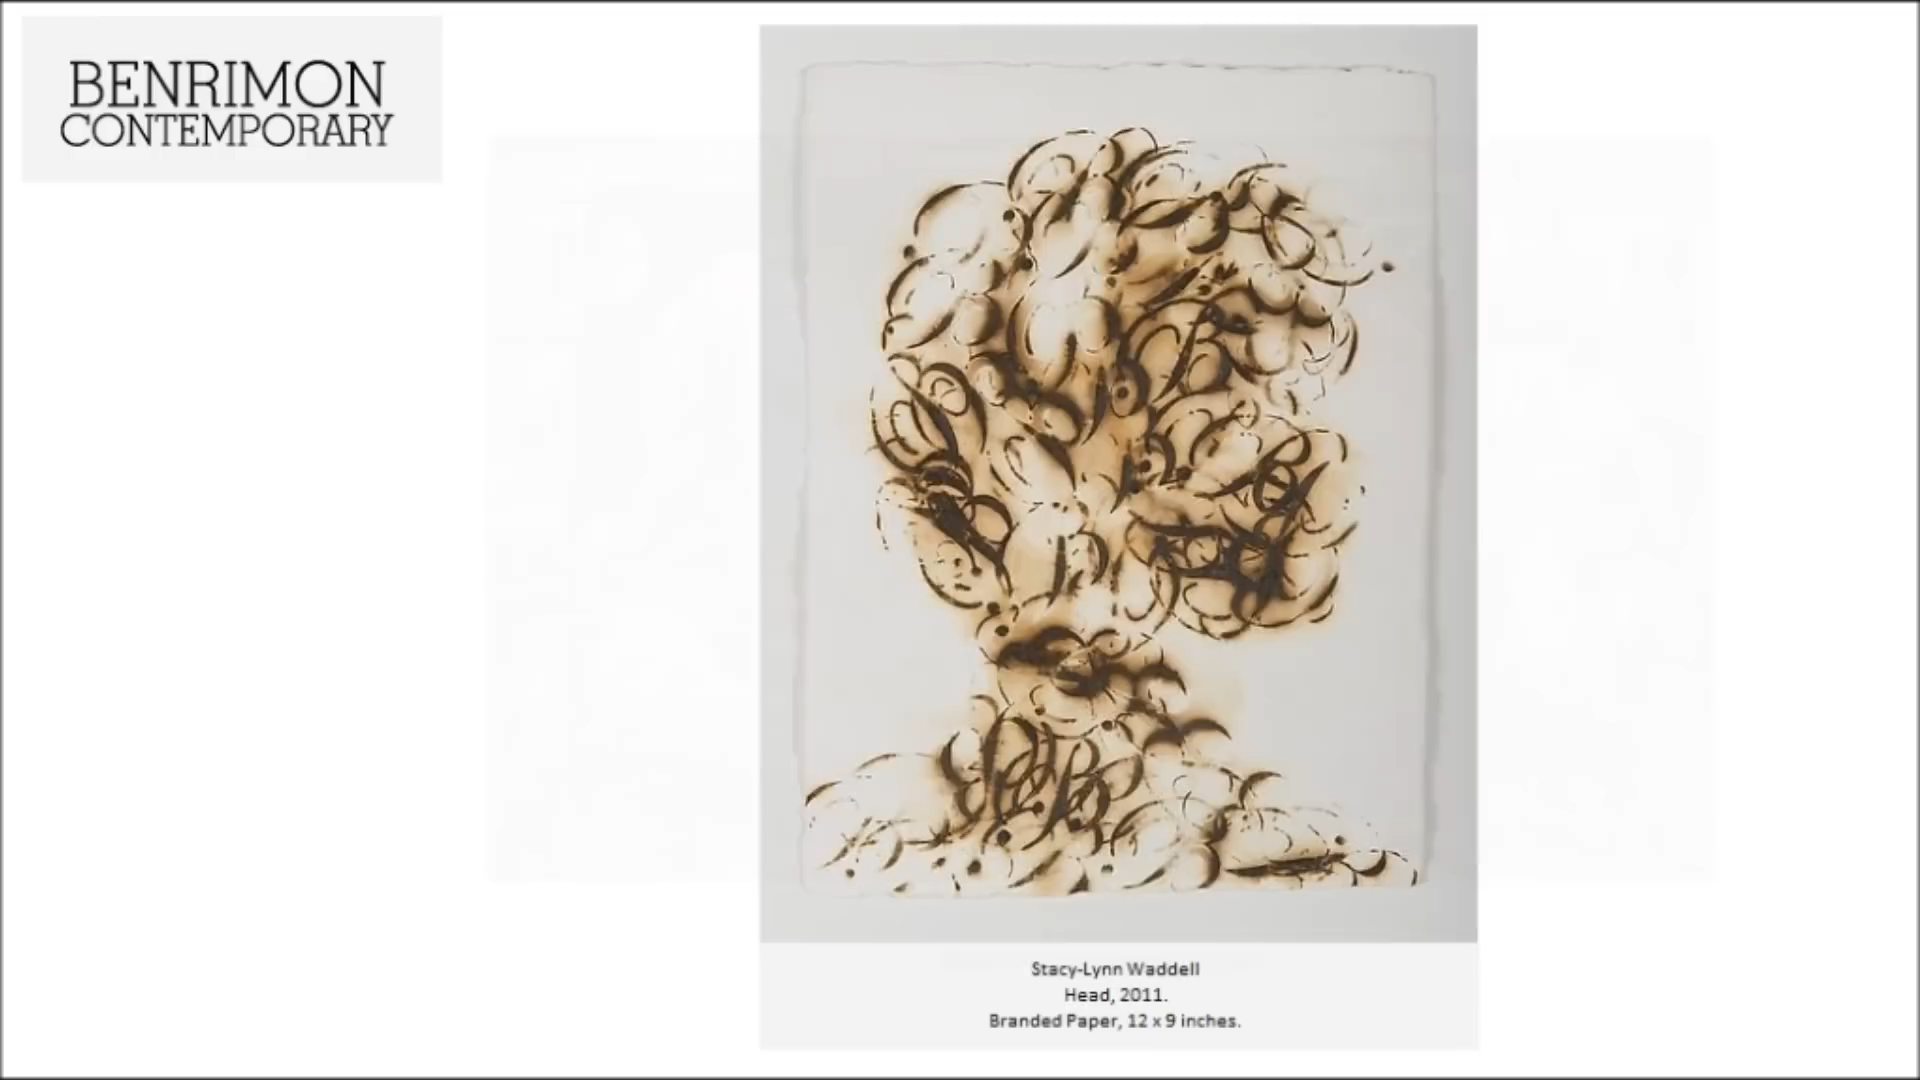 BENRIMON
CONTEMPORARY
Stacy-Lynn Waddell
Head, 2011.
Branded Paper, 12 x 9 inches.